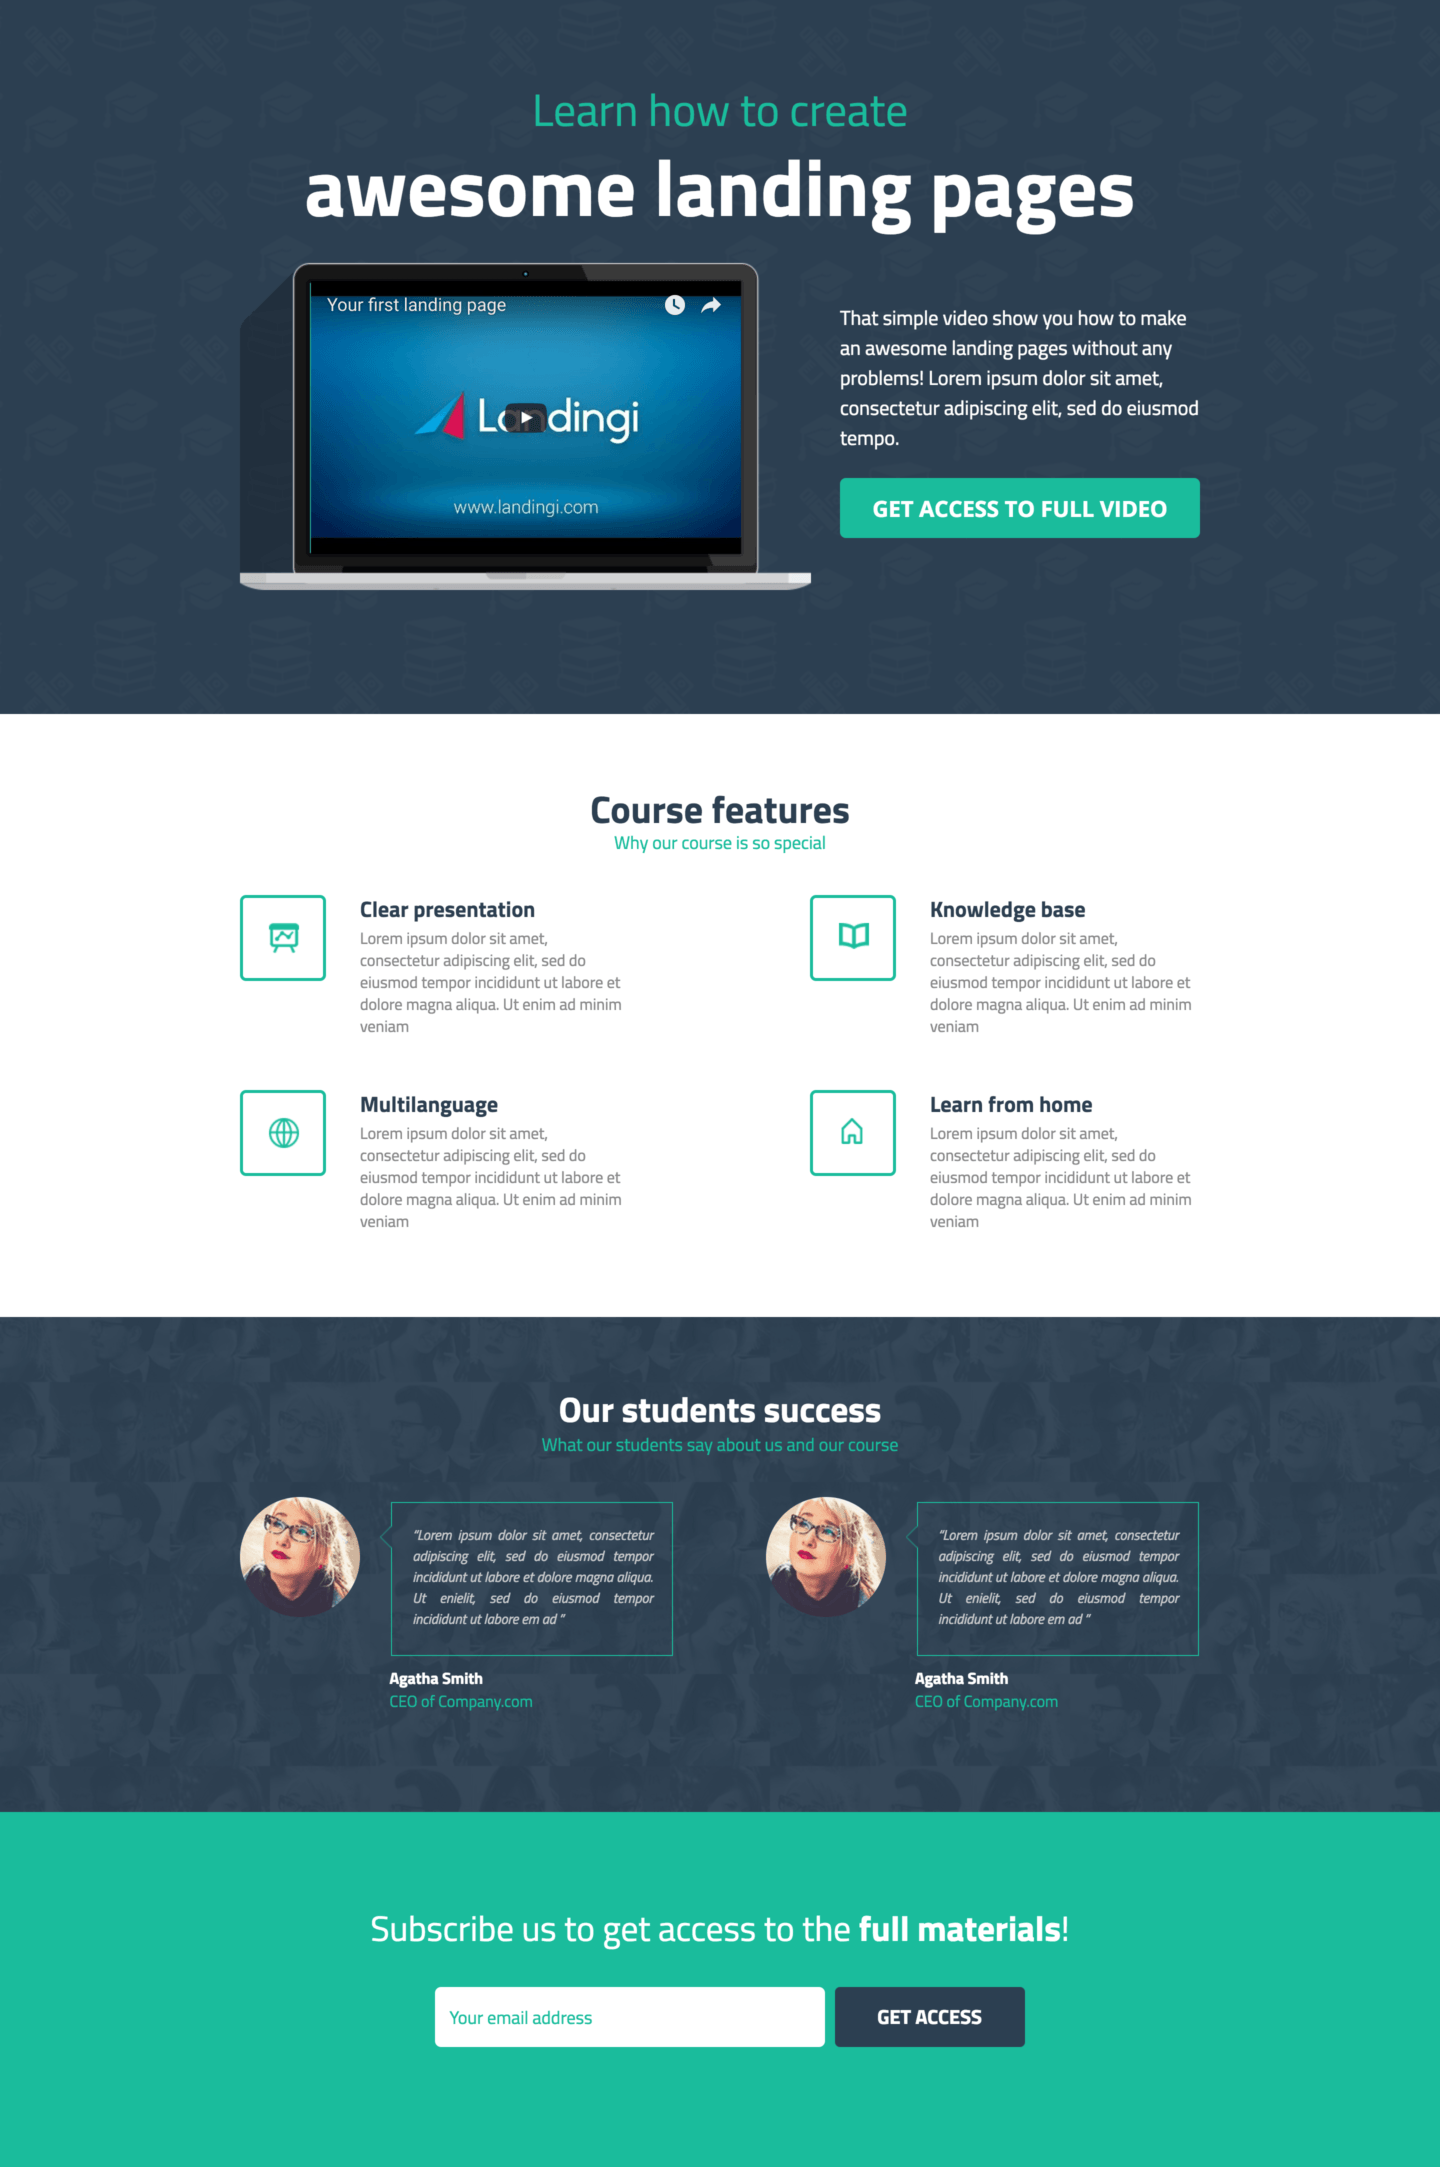 Learn how to create
awesome landing pages
Your first landing page
Landingi
www.landingi.com
That simple video show you how to make
an awesome landing pages without any
problems! Lorem ipsum dolor sit amet,
consectetur adipiscing elit, sed do eiusmod
tempo.
GET ACCESS TO FULL VIDEO
Course features
Why our course is so special
Clear presentation
Lorem ipsum dolor sit amet,
consectetur adipiscing elit, sed do
eiusmod tempor incididunt ut labore et
dolore magna aliqua. Ut enim ad minim
veniam
Knowledge base
Lorem ipsum dolor sit amet,
consectetur adipiscing elit, sed do
eiusmod tempor incididunt ut labore et
dolore magna aliqua. Ut enim ad minim
veniam
Multilanguage
Lorem ipsum dolor sit amet,
consectetur adipiscing elit, sed do
eiusmod tempor incididunt ut labore et
dolore magna aliqua. Ut enim ad minim
veniam
Learn from home
Lorem ipsum dolor sit amet,
consectetur adipiscing elit, sed do
eiusmod tempor incididunt ut labore et
dolore magna aliqua. Ut enim ad minim
veniam
Our students success
What our students say about us and our course
“Lorem ipsum dolor sit amet, consectetur
adipiscing elit, sed do eiusmod tempor
incididunt ut labore et dolore magna aliqua.
Ut enielit, sed do eiusmod tempor
incididunt ut labore em ad ”
Agatha Smith
CEO of Company.com
“Lorem ipsum dolor sit amet, consectetur
adipiscing elit, sed do eiusmod tempor
incididunt ut labore et dolore magna aliqua.
Ut enielit, sed do eiusmod tempor
incididunt ut labore em ad ”
Agatha Smith
CEO of Company.com
Subscribe us to get access to the full materials!
Your email address
GET ACCESS